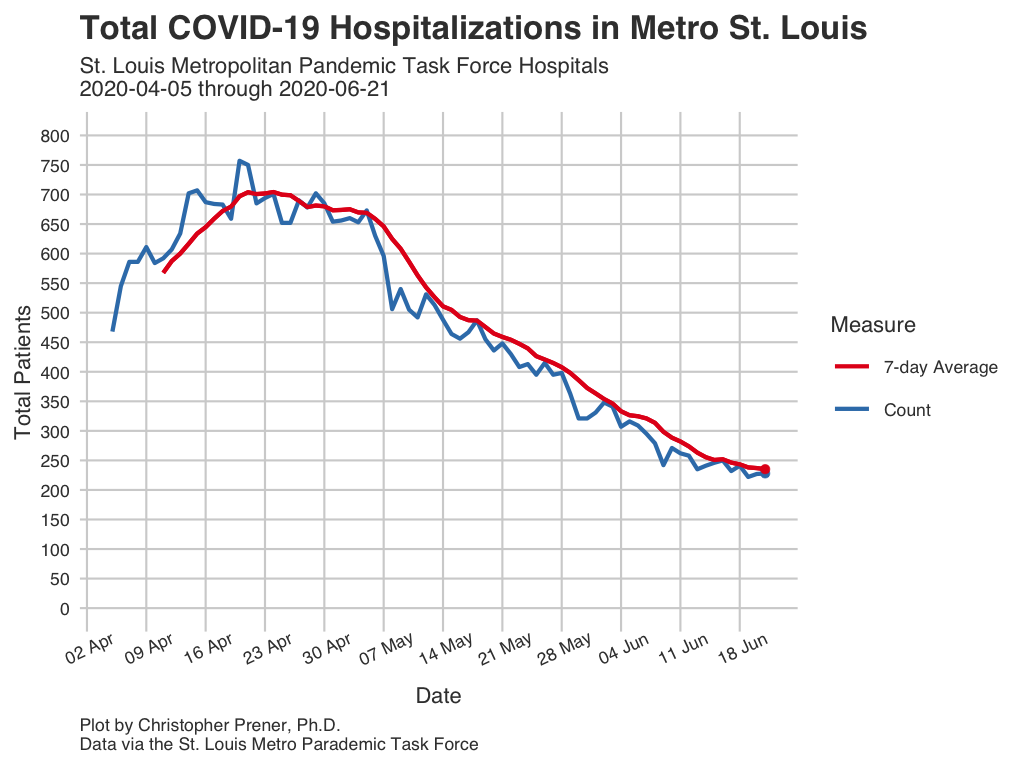 Total COVID-19 Hospitalizations in Metro St. Louis
St. Louis Metropolitan Pandemic Task Force Hospitals
2020-04-05 through 2020-06-21
800
750
700
650
600
550
500
450
400
350
300
250
200
150
100
50
0
Total Patients
02 Apr
09 Apr
16 Apr
23 Apr
30 Apr
07 May
14 May
21 May
28 May
04 Jun
11 Jun
18 Jun
Date
Measure
7-day Average
Count
Plot by Christopher Prener, Ph.D.
Data via the St. Louis Metro Parademic Task Force